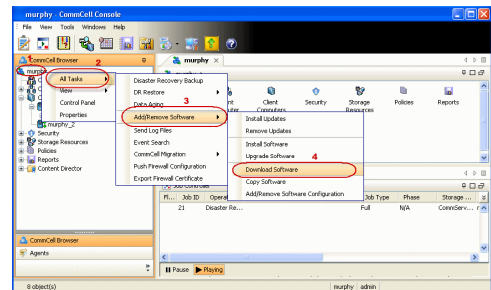 murphy - CommCell Console
File View Tools Windows Help
CommCell Browser
murphy
1
2
3
4
All Tasks
View
Control Panel
Properties
murphy_2
Security
Storage Resources
Policies
Reports
Content Director
Disaster Recovery Backup
DR Restore
Data Aging
Add/Remove Software
Send Log Files
Event Search
CommCell Migration
Push Firewall Configuration
Export Firewall Certificate
Install Updates
Remove Updates
Install Software
Upgrade Software
Download Software
Copy Software
Add/Remove Software Configuration
Client Computers
Security
Storage Resources
Policies
Reports
Job Controller
Job ID
Job Type
Phase
Storage ...
21
Disaster Re...
Full
N/A
CommServ...
CommCell Browser
Agents
Pause
Playing
8 object(s)
murphy
admin